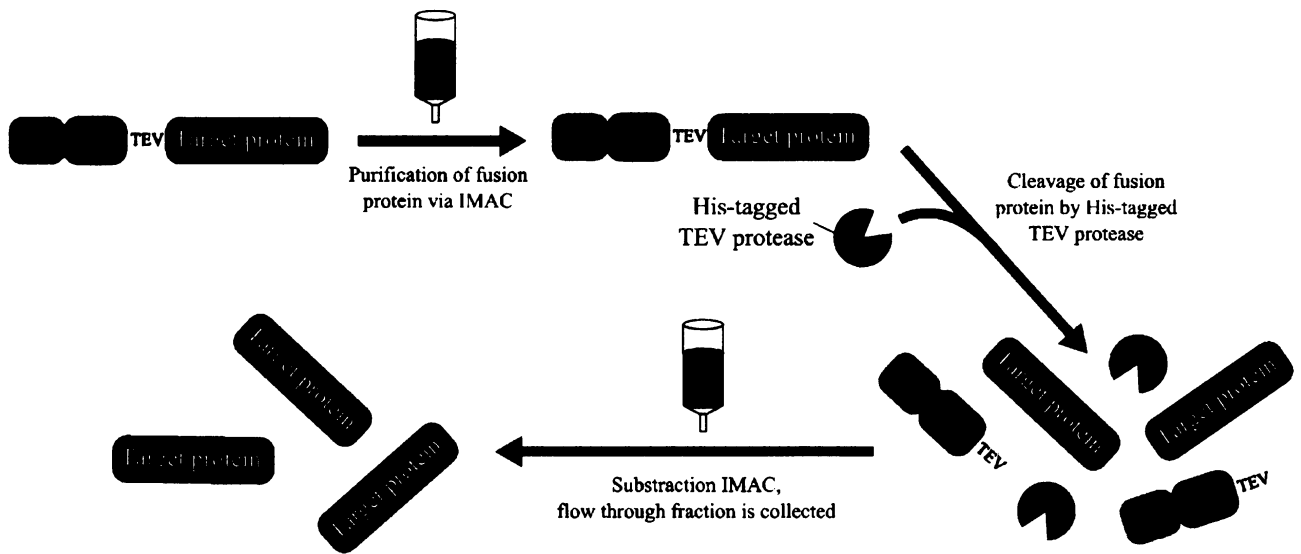 TEV
Target protein
Purification of fusion
protein via IMAC
TEV
Target protein
His-tagged
TEV protease
Cleavage of fusion
protein by His-tagged
TEV protease
Target protein
Target protein
TEV
TEV
Substraction IMAC,
flow through fraction is collected
Target protein
Target protein
Target protein